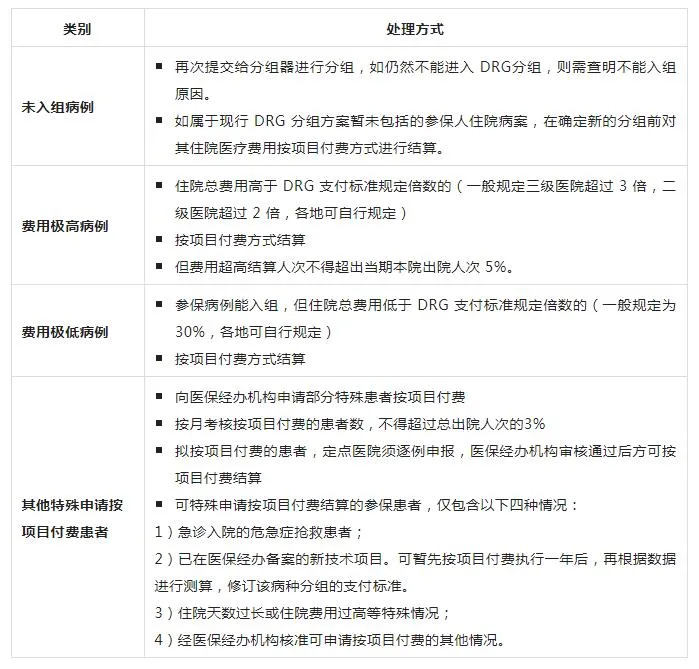 类别
处理方式
未入组病例
▪ 再次提交给分组器进行分组，如仍然不能进入 DRG分组，则需查明不能入组
原因。
▪ 如属于现行 DRG 分组方案暂未包括的参保人住院病案，在确定新的分组前对
其住院医疗费用按项目付费方式进行结算。
费用极高病例
▪ 住院总费用高于 DRG 支付标准规定倍数的（一般规定三级医院超过 3 倍，二
级医院超过 2 倍，各地可自行规定）
▪ 按项目付费方式结算
▪ 但费用超高结算人次不得超出当期本院出院人次 5%。
费用极低病例
▪ 参保病例能入组，但住院总费用低于 DRG 支付标准规定倍数的（一般规定为
30%，各地可自行规定）
▪ 按项目付费方式结算
其他特殊申请按
项目付费患者
▪ 向医保经办机构申请部分特殊患者按项目付费
▪ 按月考核按项目付费的患者数，不得超过总出院人次的3%
▪ 拟按项目付费的患者，定点医院须逐例申报，医保经办机构审核通过后方可按
项目付费结算
▪ 可特殊申请按项目付费结算的参保患者，仅包含以下四种情况：
1）急诊入院的危急症抢救患者；
2）已在医保经办备案的新技术项目。可暂先按项目付费执行一年后，再根据数据
进行测算，修订该病种分组的支付标准。
3）住院天数过长或住院费用过高等特殊情况；
4）经医保经办机构核准可申请按项目付费的其他情况。